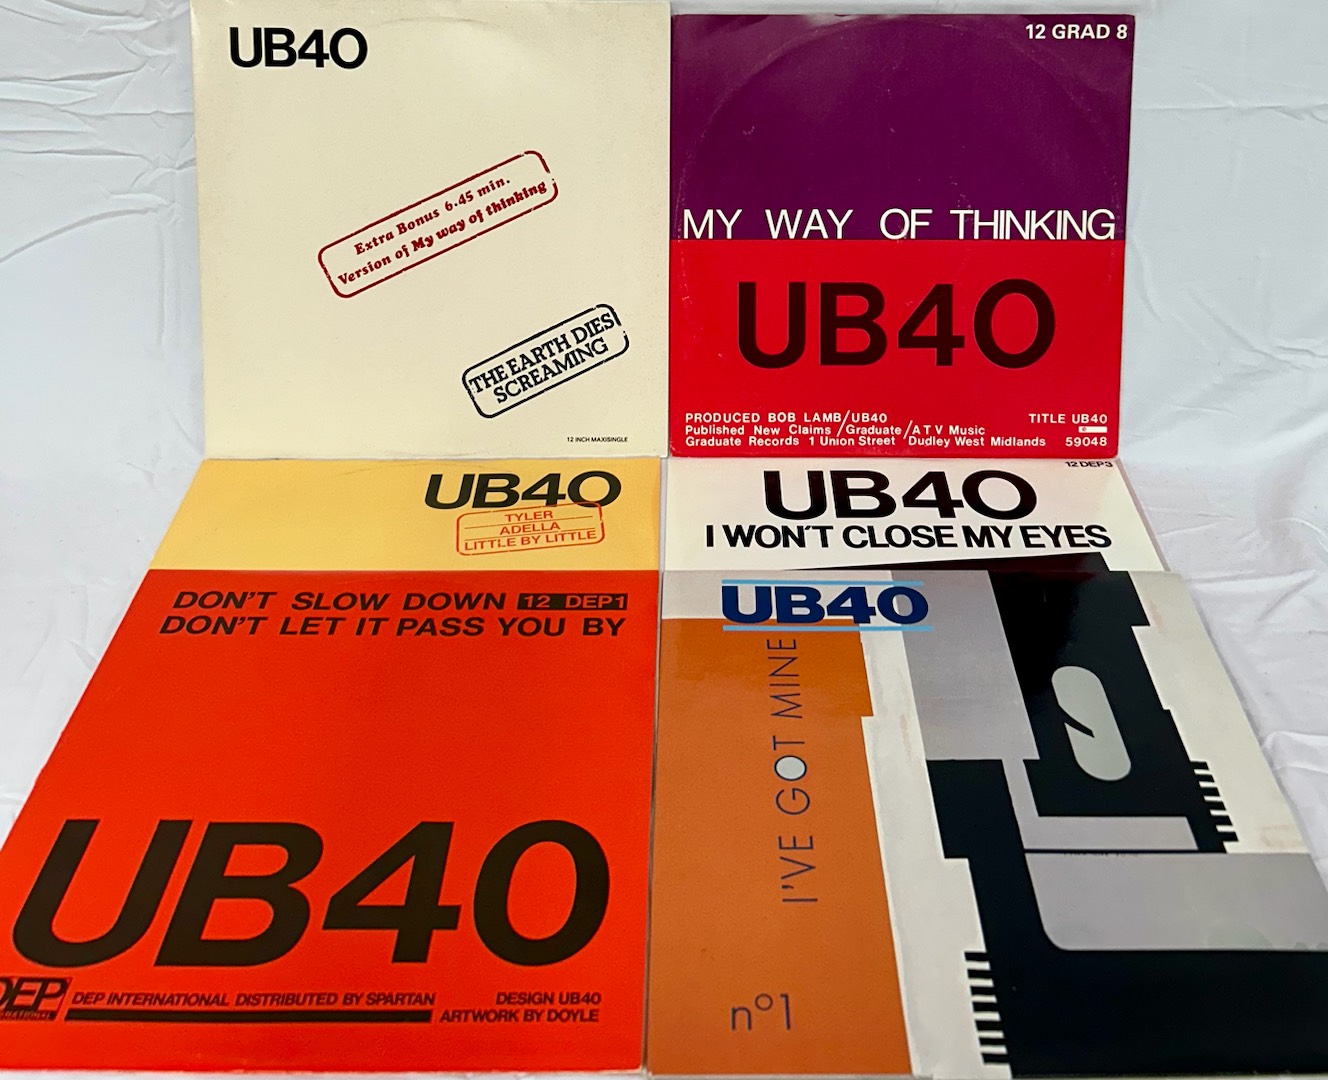 UB40
Extra Bonus 6.45 min.
Version of My way of thinking
THE EARTH DIES
SCREAMING
12 INCH MAXISINGLE
12 GRAD 8
MY WAY OF THINKING
UB40
PRODUCED BOB LAMB/UB40
Published New Claims/Graduate/ATV Music
Graduate Records 1 Union Street Dudley West Midlands
TITLE UB40
59048
UB40
TYLER
ADELLA
LITTLE BY LITTLE
12 DEP3
UB40
I WON'T CLOSE MY EYES
DON'T SLOW DOWN 12 DEP1
DON'T LET IT PASS YOU BY
UB40
DEP
DEP INTERNATIONAL DISTRIBUTED BY SPARTAN
DESIGN UB40
ARTWORK BY DOYLE
UB40
I'VE GOT MINE
nº1